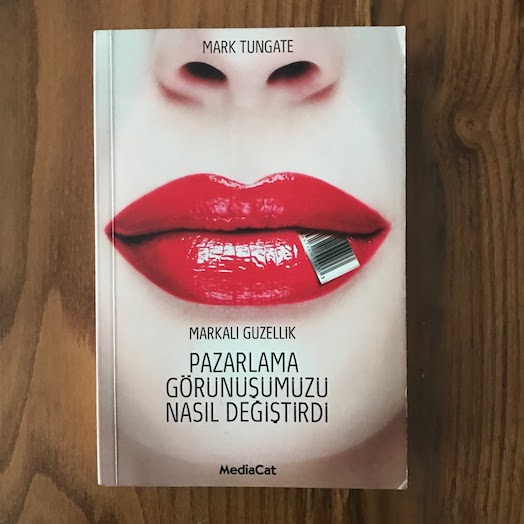 MARK TUNGATE
MARKALI GUZELLIK
PAZARLAMA
GÖRÜNÜŞÜMÜZÜ
NASIL DEĞİŞTİRDİ
MediaCat